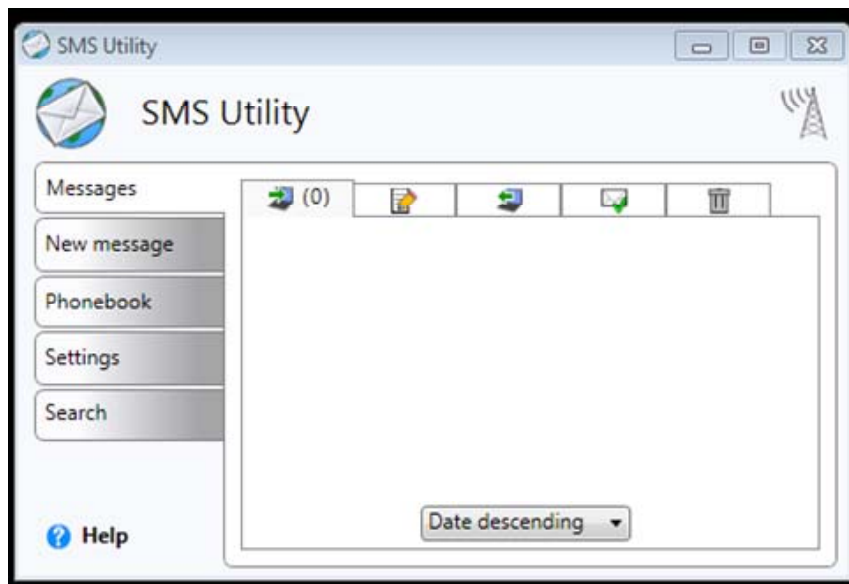 SMS Utility
SMS Utility
Messages
(0)
New message
Phonebook
Settings
Search
Date descending
Help